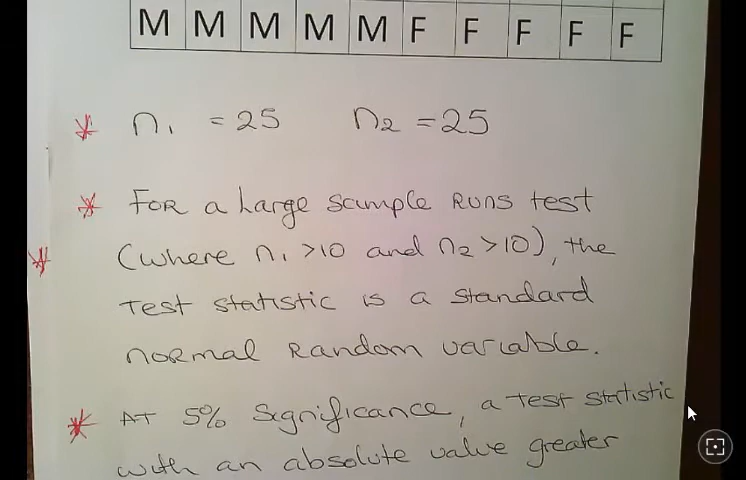 M M M M M F F F F F
n₁ = 25 n₂ = 25
For a large sample runs test
(where n₁ >10 and n₂ >10), the
test statistic is a standard
normal random variable.
At 5% significance, a test statistic
with an absolute value greater